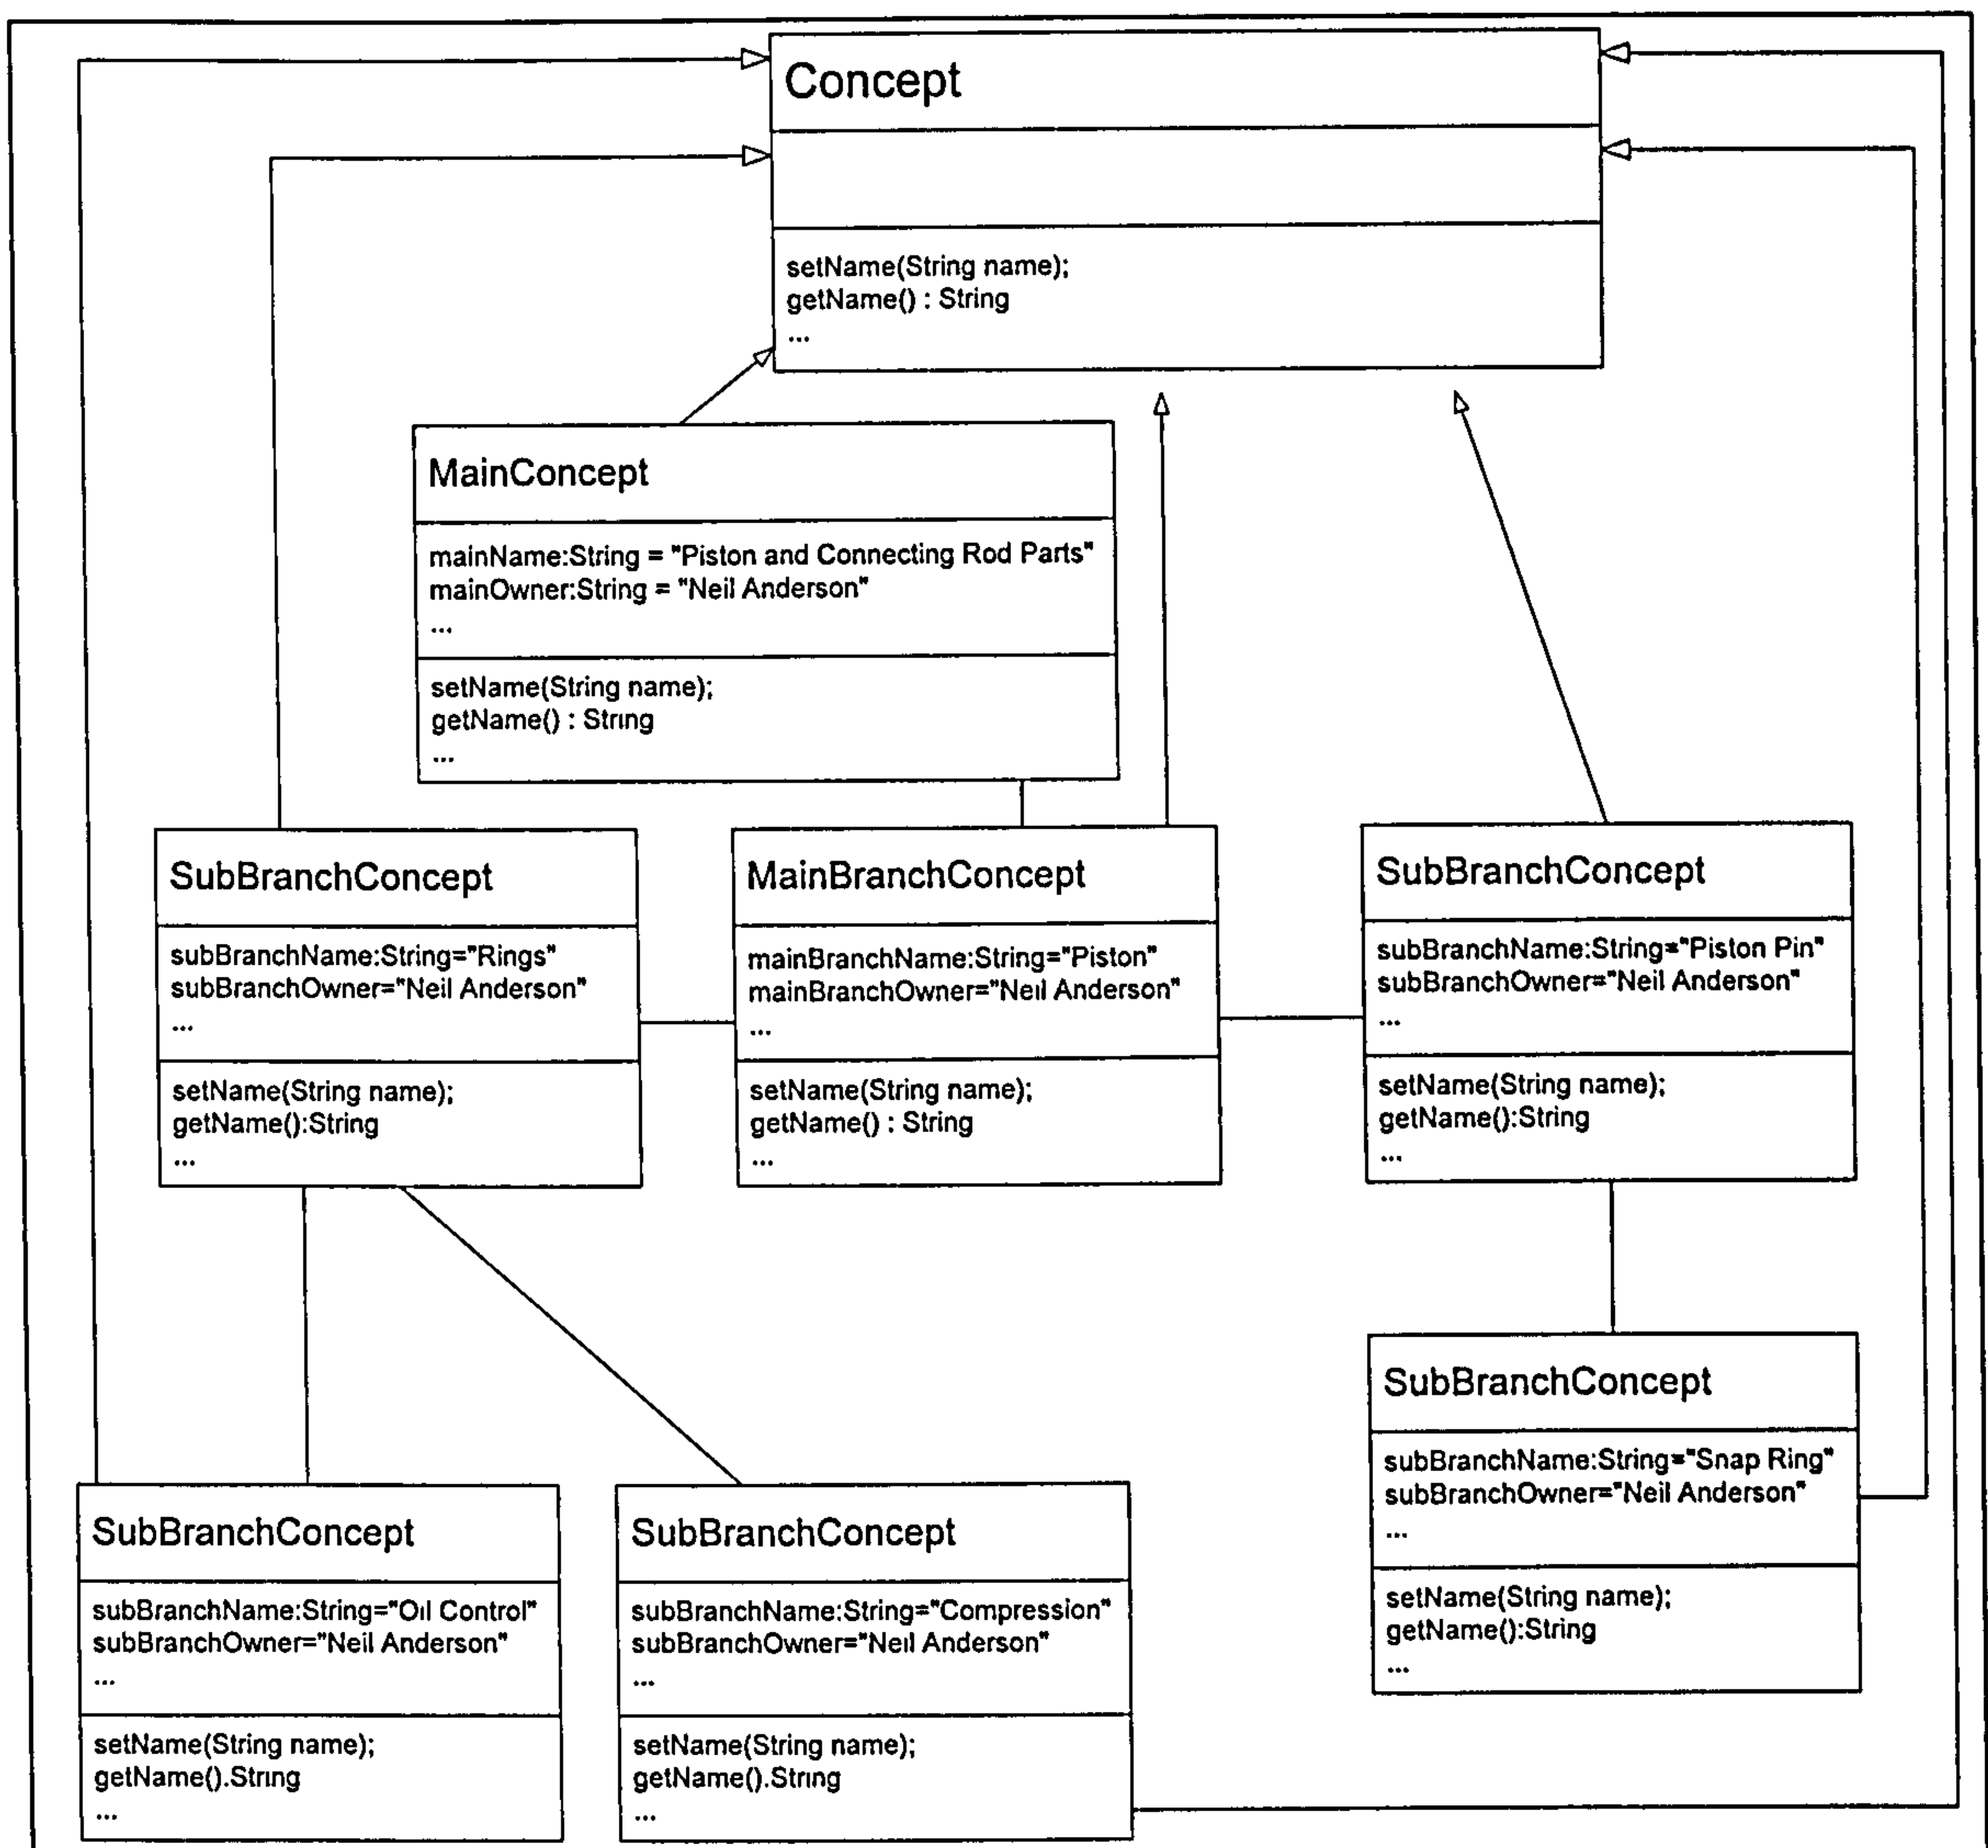 Concept
setName(String name);
getName() : String
...
MainConcept
mainName:String = "Piston and Connecting Rod Parts"
mainOwner:String = "Neil Anderson"
...
setName(String name);
getName() : String
...
SubBranchConcept
subBranchName:String="Rings"
subBranchOwner="Neil Anderson"
...
setName(String name);
getName():String
...
MainBranchConcept
mainBranchName:String="Piston"
mainBranchOwner="Neil Anderson"
...
setName(String name);
getName() : String
...
SubBranchConcept
subBranchName:String="Piston Pin"
subBranchOwner="Neil Anderson"
...
setName(String name);
getName():String
...
SubBranchConcept
subBranchName:String="Snap Ring"
subBranchOwner="Neil Anderson"
...
setName(String name);
getName():String
...
SubBranchConcept
subBranchName:String="Oil Control"
subBranchOwner="Neil Anderson"
...
setName(String name);
getName().String
...
SubBranchConcept
subBranchName:String="Compression"
subBranchOwner="Neil Anderson"
...
setName(String name);
getName().String
...